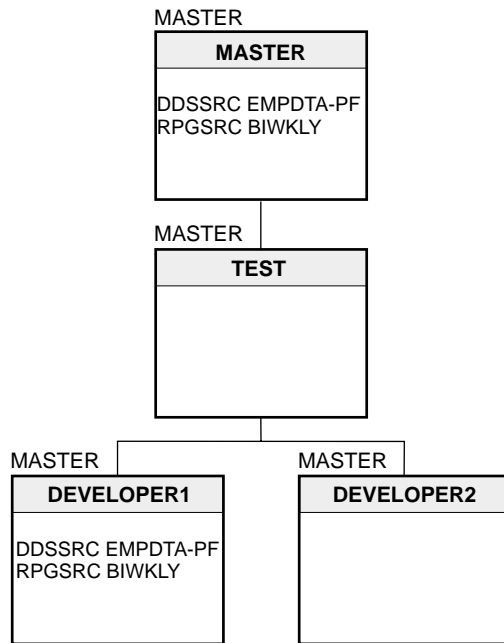 MASTER
MASTER
DDSSRC EMPDTA-PF
RPGSRC BIWKLY
MASTER
TEST
MASTER
DEVELOPER1
DDSSRC EMPDTA-PF
RPGSRC BIWKLY
MASTER
DEVELOPER2